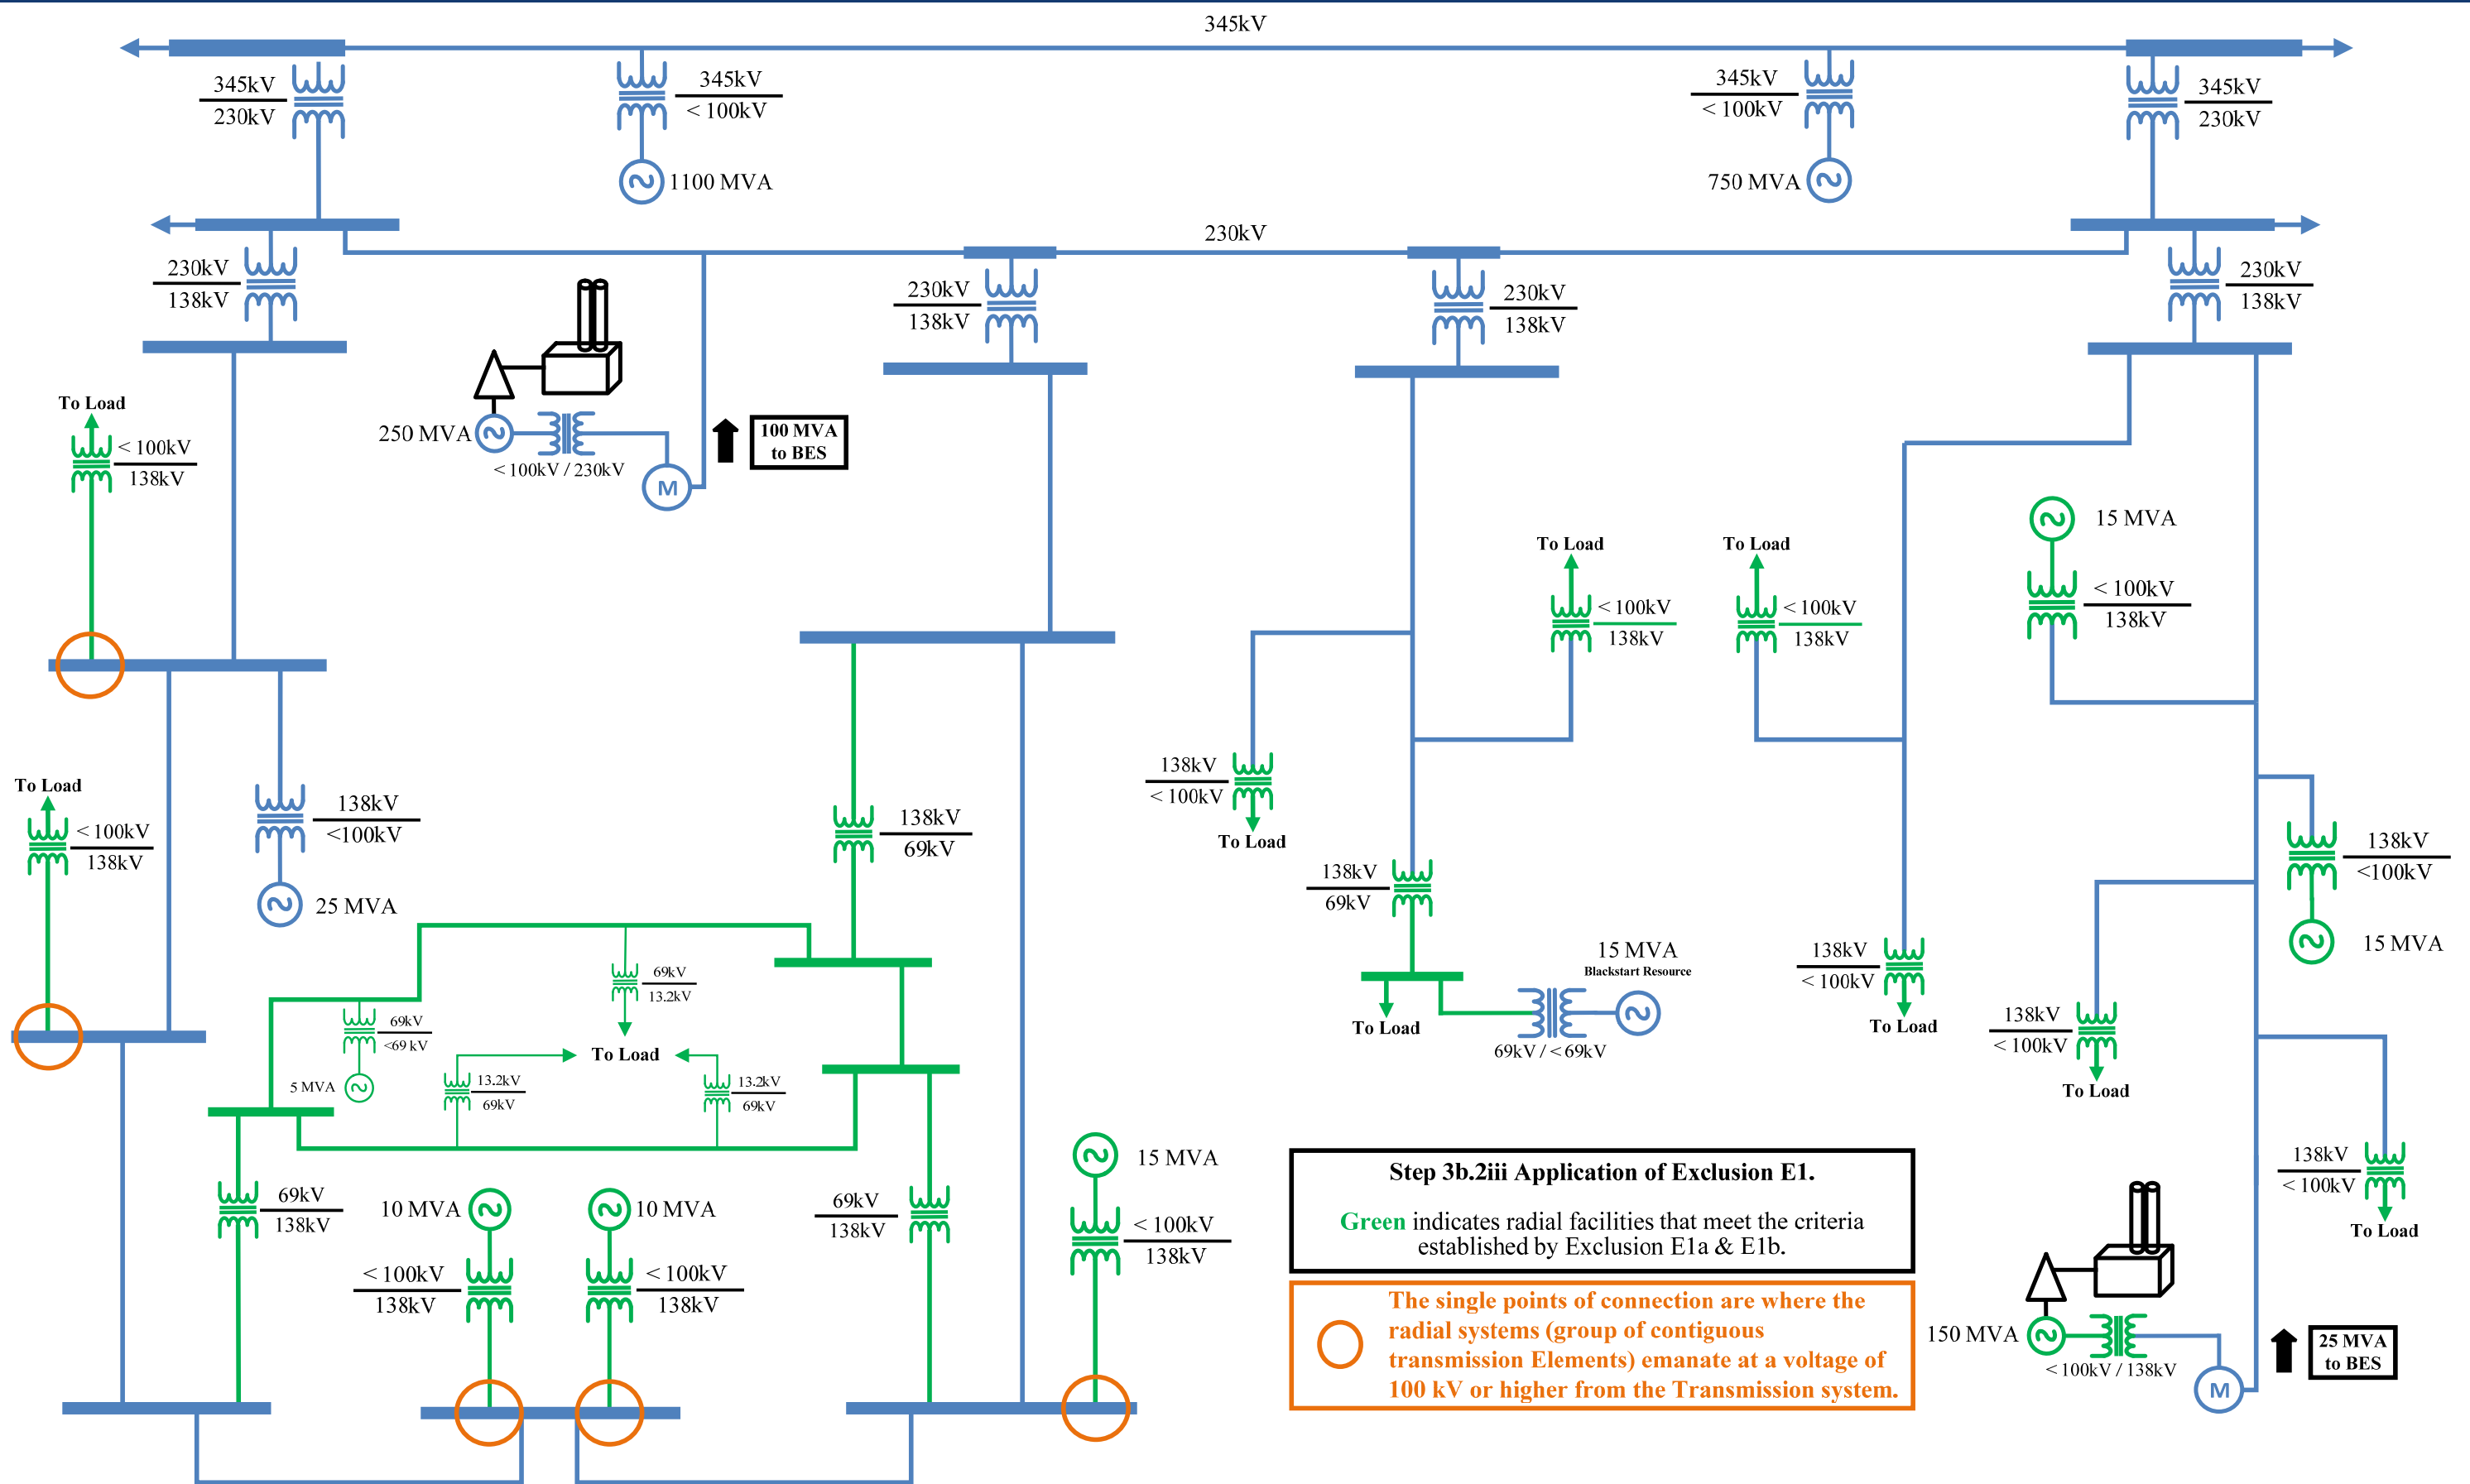 345kV
345kV
230kV
345kV
< 100kV
1100 MVA
345kV
< 100kV
750 MVA
345kV
230kV
230kV
230kV
138kV
230kV
138kV
230kV
138kV
230kV
138kV
To Load
< 100kV
138kV
250 MVA
< 100kV / 230kV
M
100 MVA
to BES
15 MVA
< 100kV
138kV
To Load
< 100kV
138kV
To Load
< 100kV
138kV
To Load
< 100kV
138kV
138kV
<100kV
25 MVA
138kV
69kV
138kV
< 100kV
To Load
138kV
69kV
To Load
15 MVA
Blackstart Resource
69kV / < 69kV
138kV
< 100kV
To Load
138kV
<100kV
15 MVA
138kV
< 100kV
To Load
138kV
< 100kV
To Load
69kV
13.2kV
To Load
69kV
<69 kV
5 MVA
13.2kV
69kV
13.2kV
69kV
69kV
138kV
10 MVA
< 100kV
138kV
10 MVA
< 100kV
138kV
69kV
138kV
15 MVA
< 100kV
138kV
Step 3b.2iii Application of Exclusion E1.
Green indicates radial facilities that meet the criteria
established by Exclusion E1a & E1b.
The single points of connection are where the
radial systems (group of contiguous
transmission Elements) emanate at a voltage of
100 kV or higher from the Transmission system.
150 MVA
< 100kV / 138kV
M
25 MVA
to BES